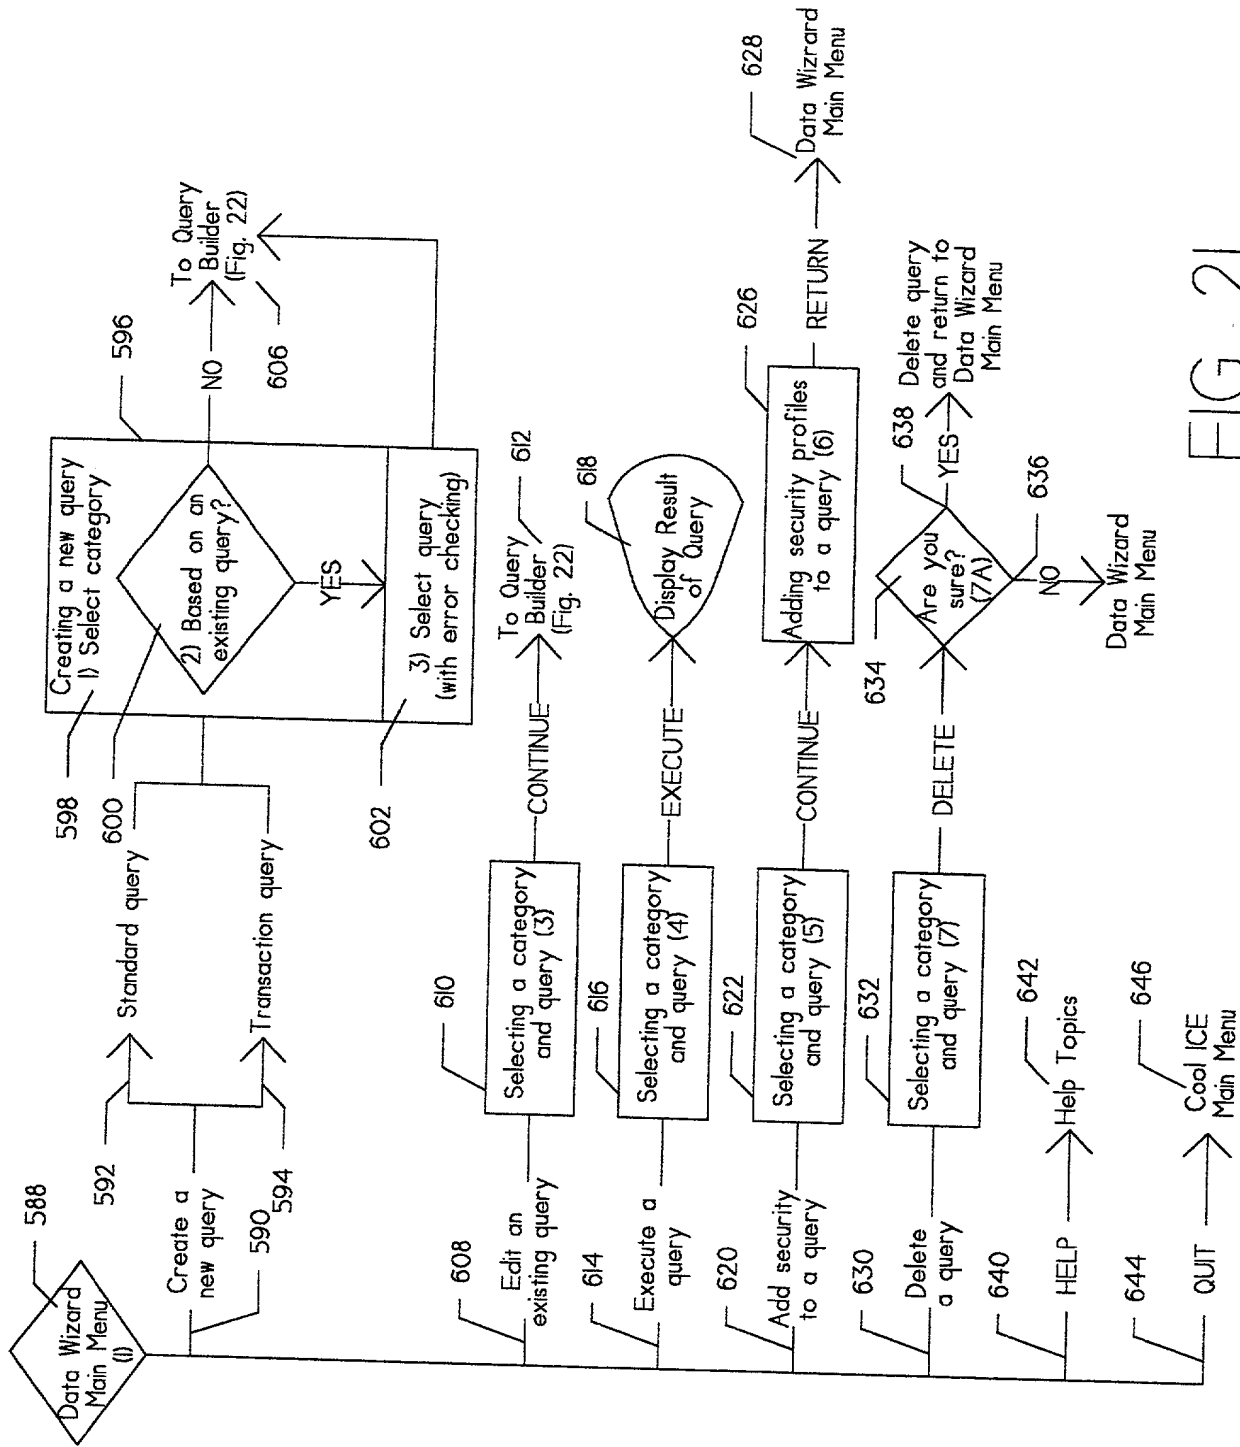 588
Data Wizard
Main Menu
(1)
Create a
new query
590
592
Standard query
594
Transaction query
596
Creating a new query
1) Select category
598
600
2) Based on an
existing query?
NO
YES
602
3) Select query
(with error checking)
To Query
Builder
(Fig. 22)
606
608
Edit an
existing query
610
Selecting a category
and query (3)
CONTINUE
To Query
Builder
(Fig. 22)
612
614
Execute a
query
616
Selecting a category
and query (4)
EXECUTE
618
Display Result
of Query
620
Add security
to a query
622
Selecting a category
and query (5)
CONTINUE
626
Adding security profiles
to a query (6)
RETURN
628
Data Wizrard
Main Menu
630
Delete
a query
632
Selecting a category
and query (7)
DELETE
634
Are you
sure?
(7A)
638
YES
Delete query
and return to
Data Wizard
Main Menu
636
NO
Data Wizard
Main Menu
640
HELP
642
Help Topics
644
QUIT
646
Cool ICE
Main Menu
FIG. 21